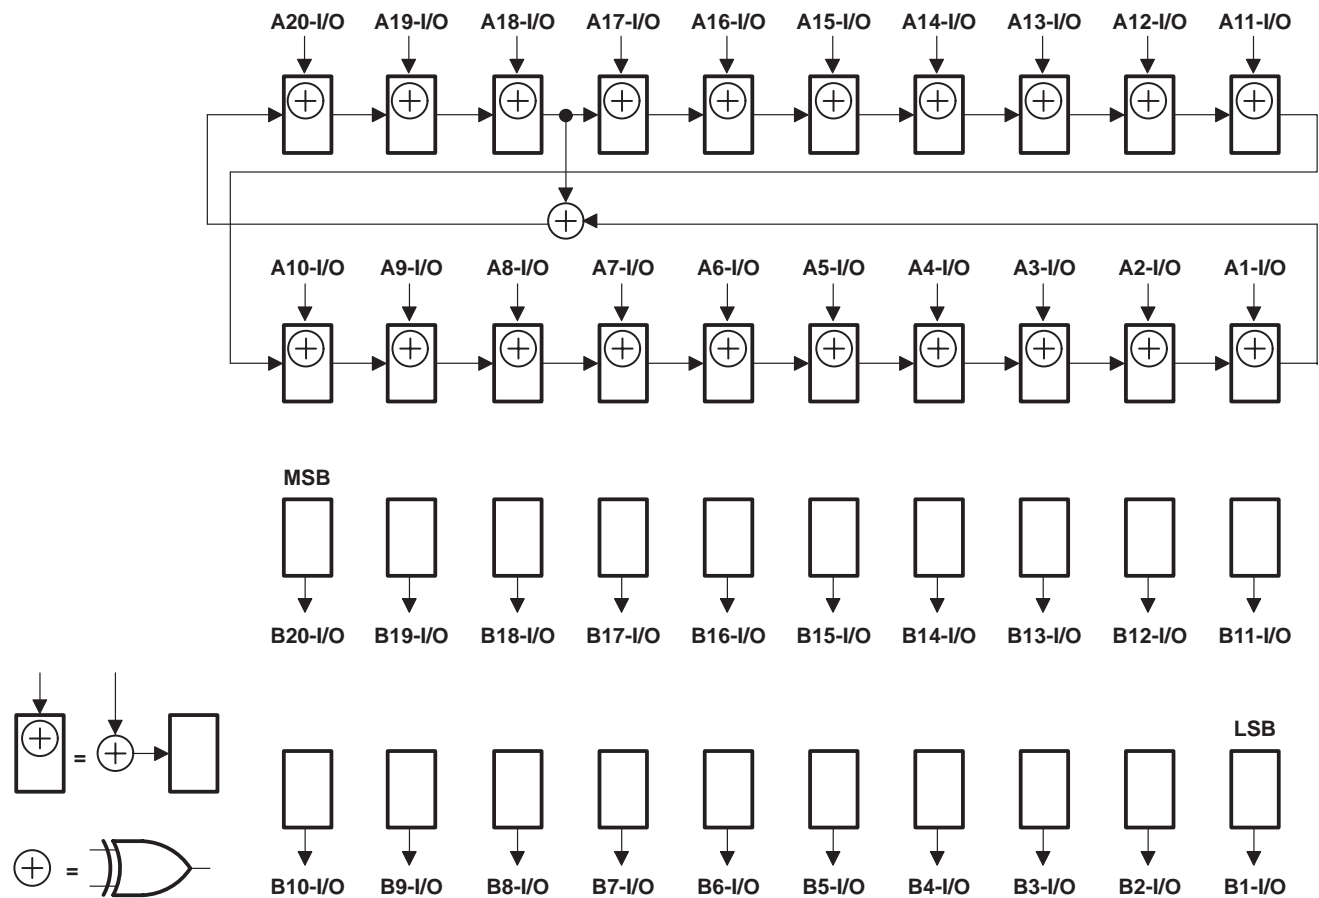 A20-I/O A19-I/O A18-I/O A17-I/O A16-I/O A15-I/O A14-I/O A13-I/O A12-I/O A11-I/O
A10-I/O A9-I/O A8-I/O A7-I/O A6-I/O A5-I/O A4-I/O A3-I/O A2-I/O A1-I/O
MSB
B20-I/O B19-I/O B18-I/O B17-I/O B16-I/O B15-I/O B14-I/O B13-I/O B12-I/O B11-I/O
=
LSB
=
B10-I/O B9-I/O B8-I/O B7-I/O B6-I/O B5-I/O B4-I/O B3-I/O B2-I/O B1-I/O